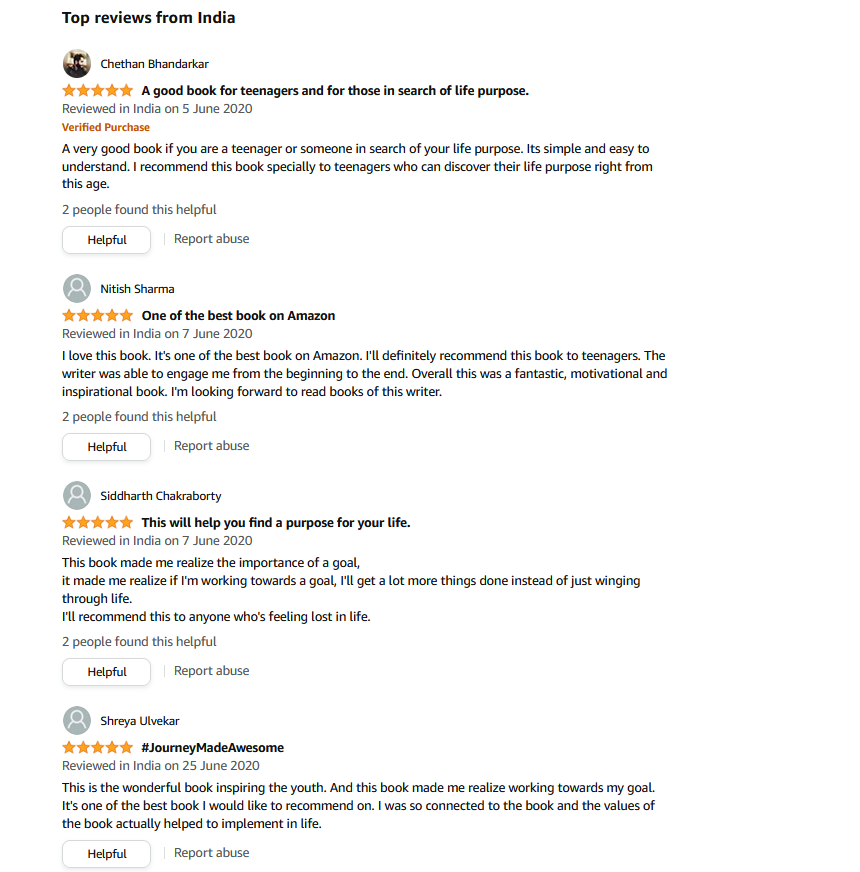 Top reviews from India
Chethan Bhandarkar
A good book for teenagers and for those in search of life purpose.
Reviewed in India on 5 June 2020
Verified Purchase
A very good book if you are a teenager or someone in search of your life purpose. Its simple and easy to
understand. I recommend this book specially to teenagers who can discover their life purpose right from
this age.
2 people found this helpful
Helpful
Report abuse
Nitish Sharma
One of the best book on Amazon
Reviewed in India on 7 June 2020
I love this book. It's one of the best book on Amazon. I'll definitely recommend this book to teenagers. The
writer was able to engage me from the beginning to the end. Overall this was a fantastic, motivational and
inspirational book. I'm looking forward to read books of this writer.
2 people found this helpful
Helpful
Report abuse
Siddharth Chakraborty
This will help you find a purpose for your life.
Reviewed in India on 7 June 2020
This book made me realize the importance of a goal,
it made me realize if I'm working towards a goal, I'll get a lot more things done instead of just winging
through life.
I'll recommend this to anyone who's feeling lost in life.
2 people found this helpful
Helpful
Report abuse
Shreya Ulvekar
#JourneyMadeAwesome
Reviewed in India on 25 June 2020
This is the wonderful book inspiring the youth. And this book made me realize working towards my goal.
It's one of the best book I would like to recommend on. I was so connected to the book and the values of
the book actually helped to implement in life.
Helpful
Report abuse